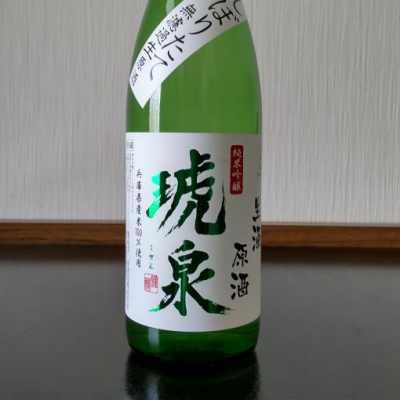 しぼりたて
無濾過生原酒
純米吟醸
琥泉
こせん
兵庫県産米100%使用
生酒
原酒